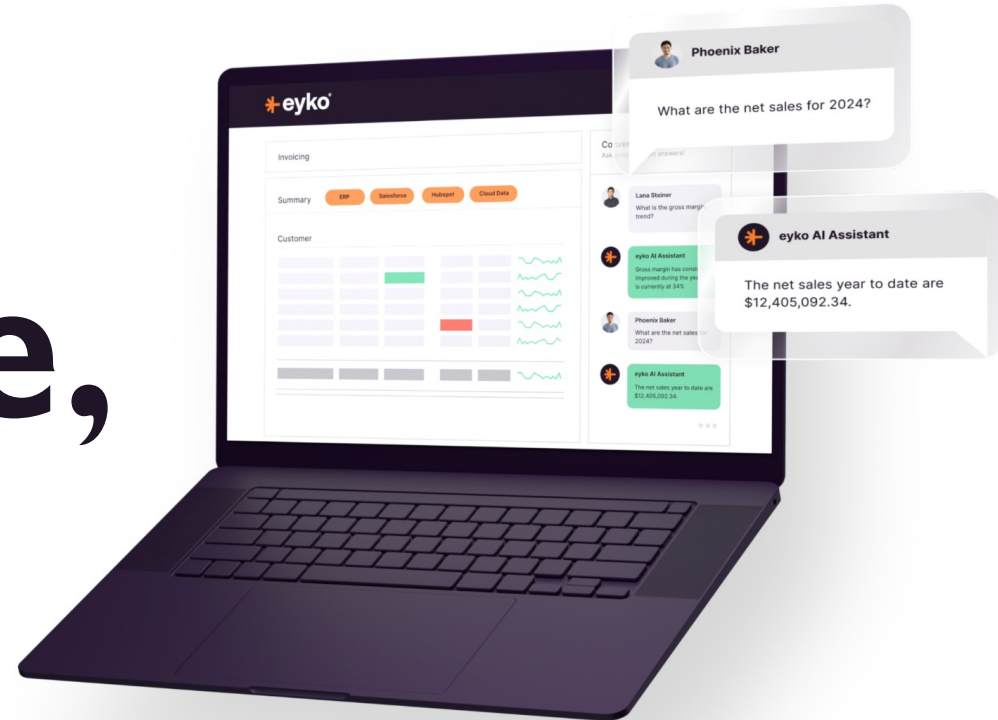 e,
eyko
Invoicing
Summary
ERP
Salesforce
Hubspot
Cloud Data
Customer
Lana Steiner
What is the gross margin
trend?
eyko AI Assistant
Gross margin has
improved during the
is currently at 34%.
Phoenix Baker
What are the net sales for
2024?
eyko AI Assistant
The net sales year to date are
$12,405,092.34.
Phoenix Baker
What are the net sales for 2024?
eyko AI Assistant
The net sales year to date are
$12,405,092.34.